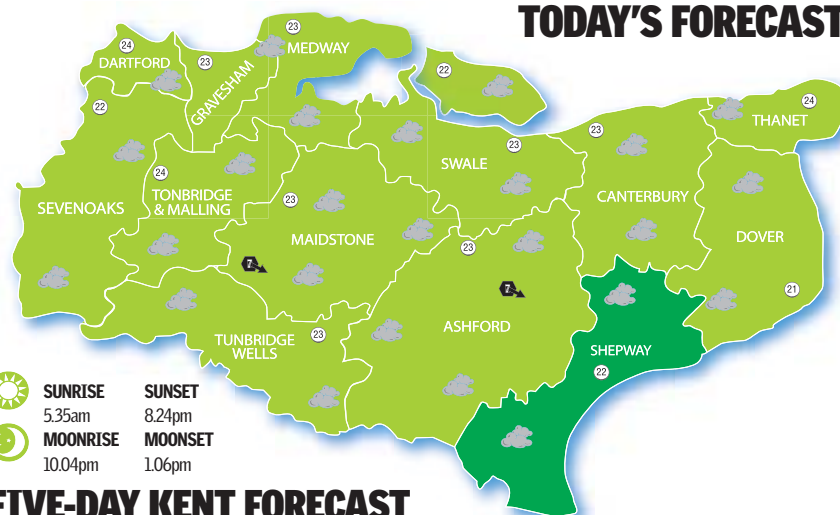 TODAY'S FORECAST
23
MEDWAY
24
DARTFORD
23
GRAVESHAM
22
24
THANET
22
23
23
SWALE
24
TONBRIDGE
& MALLING
SEVENOAKS
23
MAIDSTONE
CANTERBURY
DOVER
23
7
7
21
ASHFORD
TUNBRIDGE
WELLS
23
SHEPWAY
22
SUNRISE SUNSET
5.35am 8.24pm
MOONRISE MOONSET
10.04pm 1.06pm
FIVE-DAY KENT FORECAST